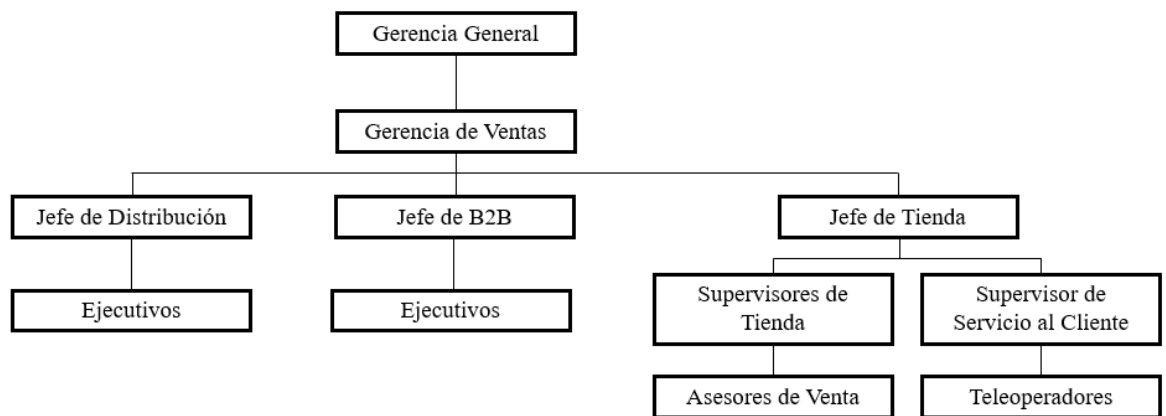 Gerencia General
Gerencia de Ventas
Jefe de Distribución
Jefe de B2B
Jefe de Tienda
Ejecutivos
Ejecutivos
Supervisores de
Tienda
Supervisor de
Servicio al Cliente
Asesores de Venta
Teleoperadores